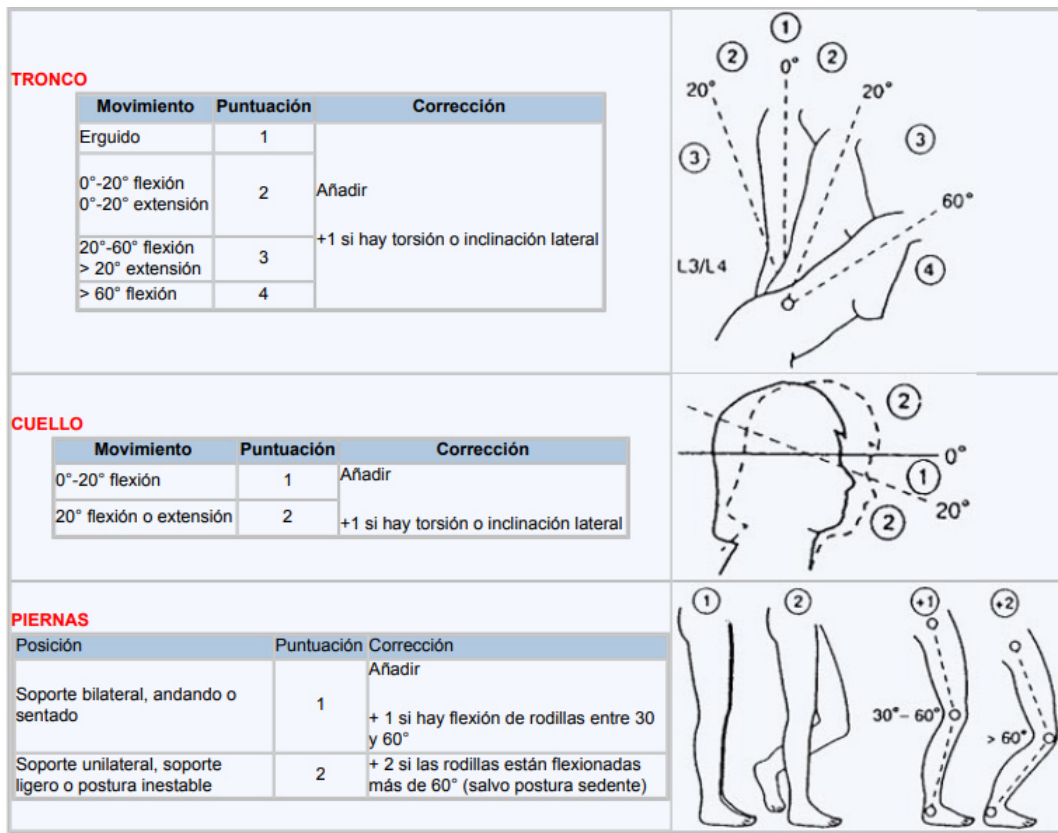 TRONCO
Movimiento Puntuación Corrección
Erguido 1
0°-20° flexión
0°-20° extensión
2
Añadir
+1 si hay torsión o inclinación lateral
20°-60° flexión
> 20° extensión
3
> 60° flexión 4
1
2 0° 2
20° 20°
3 3
60°
L3/L4
4
CUELLO
Movimiento Puntuación Corrección
0°-20° flexión 1
20° flexión o extensión 2
Añadir
+1 si hay torsión o inclinación lateral
2
0°
1
20°
2
PIERNAS
Posición Puntuación Corrección
Soporte bilateral, andando o
sentado
1
Añadir
+ 1 si hay flexión de rodillas entre 30
y 60°
Soporte unilateral, soporte
ligero o postura inestable
2
+ 2 si las rodillas están flexionadas
más de 60° (salvo postura sedente)
1 2 +1 +2
30°– 60°
> 60°